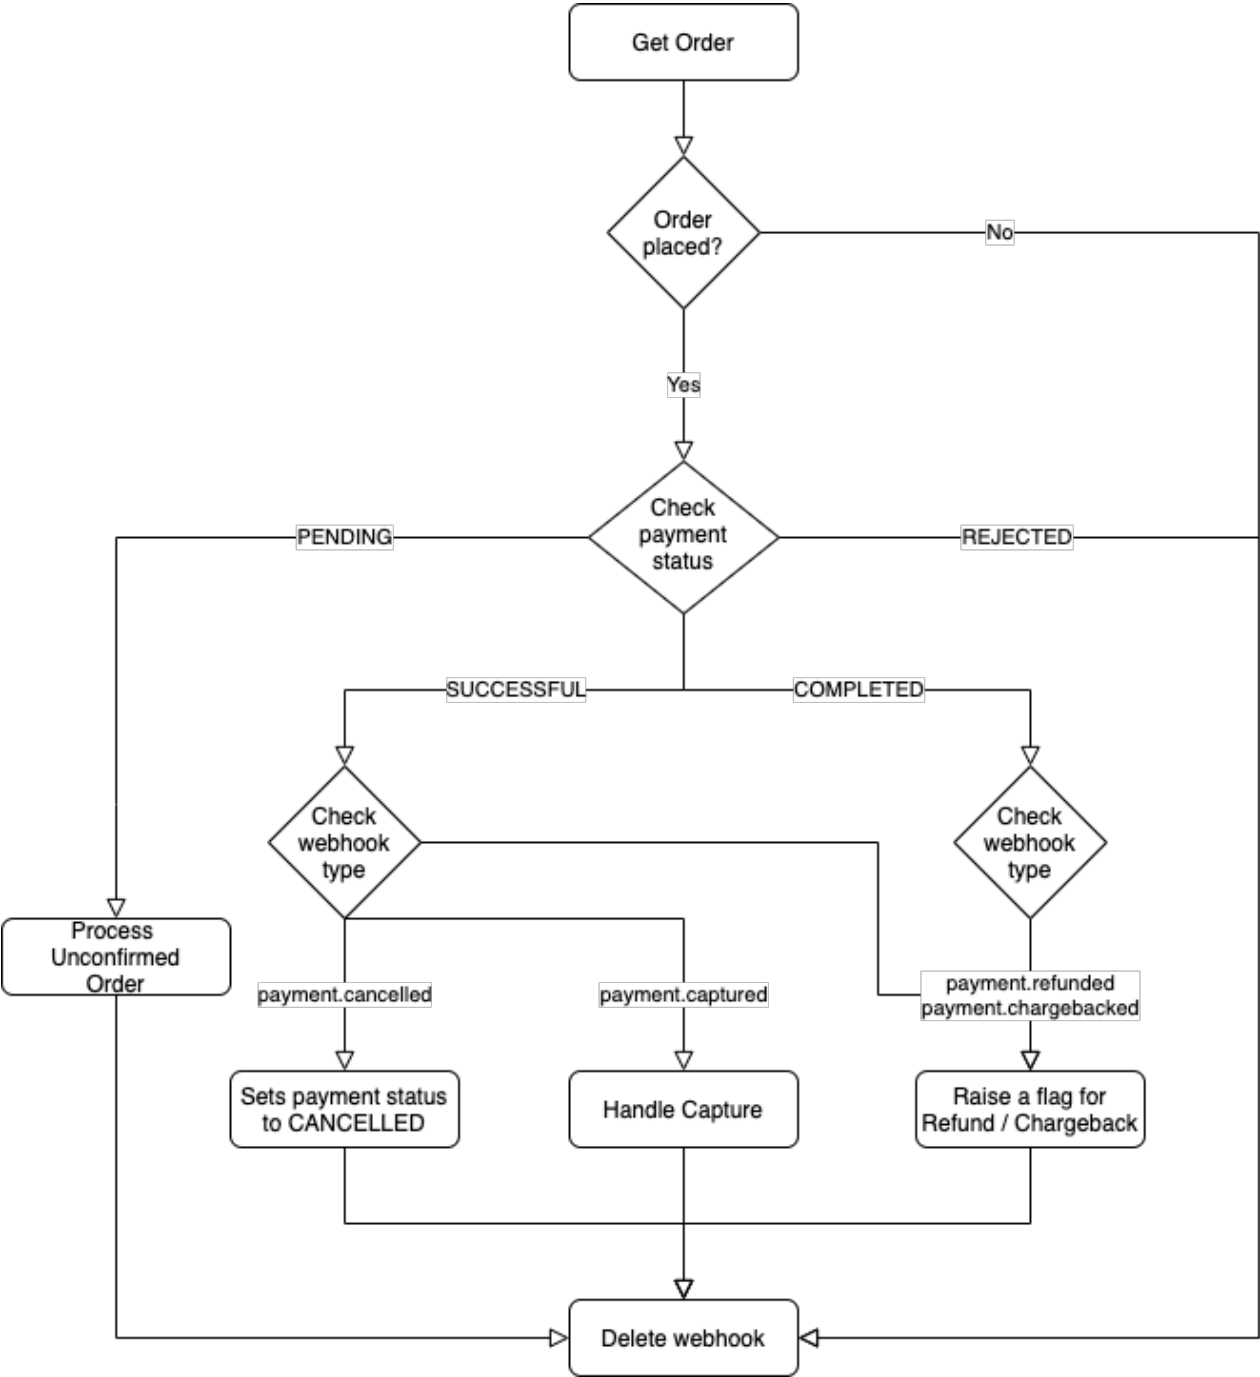 Get Order
Order
placed?
No
Yes
Check
payment
status
PENDING
REJECTED
SUCCESSFUL
COMPLETED
Check
webhook
type
Check
webhook
type
Process
Unconfirmed
Order
payment.cancelled
payment.captured
payment.refunded
payment.chargebacked
Sets payment status
to CANCELLED
Handle Capture
Raise a flag for
Refund / Chargeback
Delete webhook